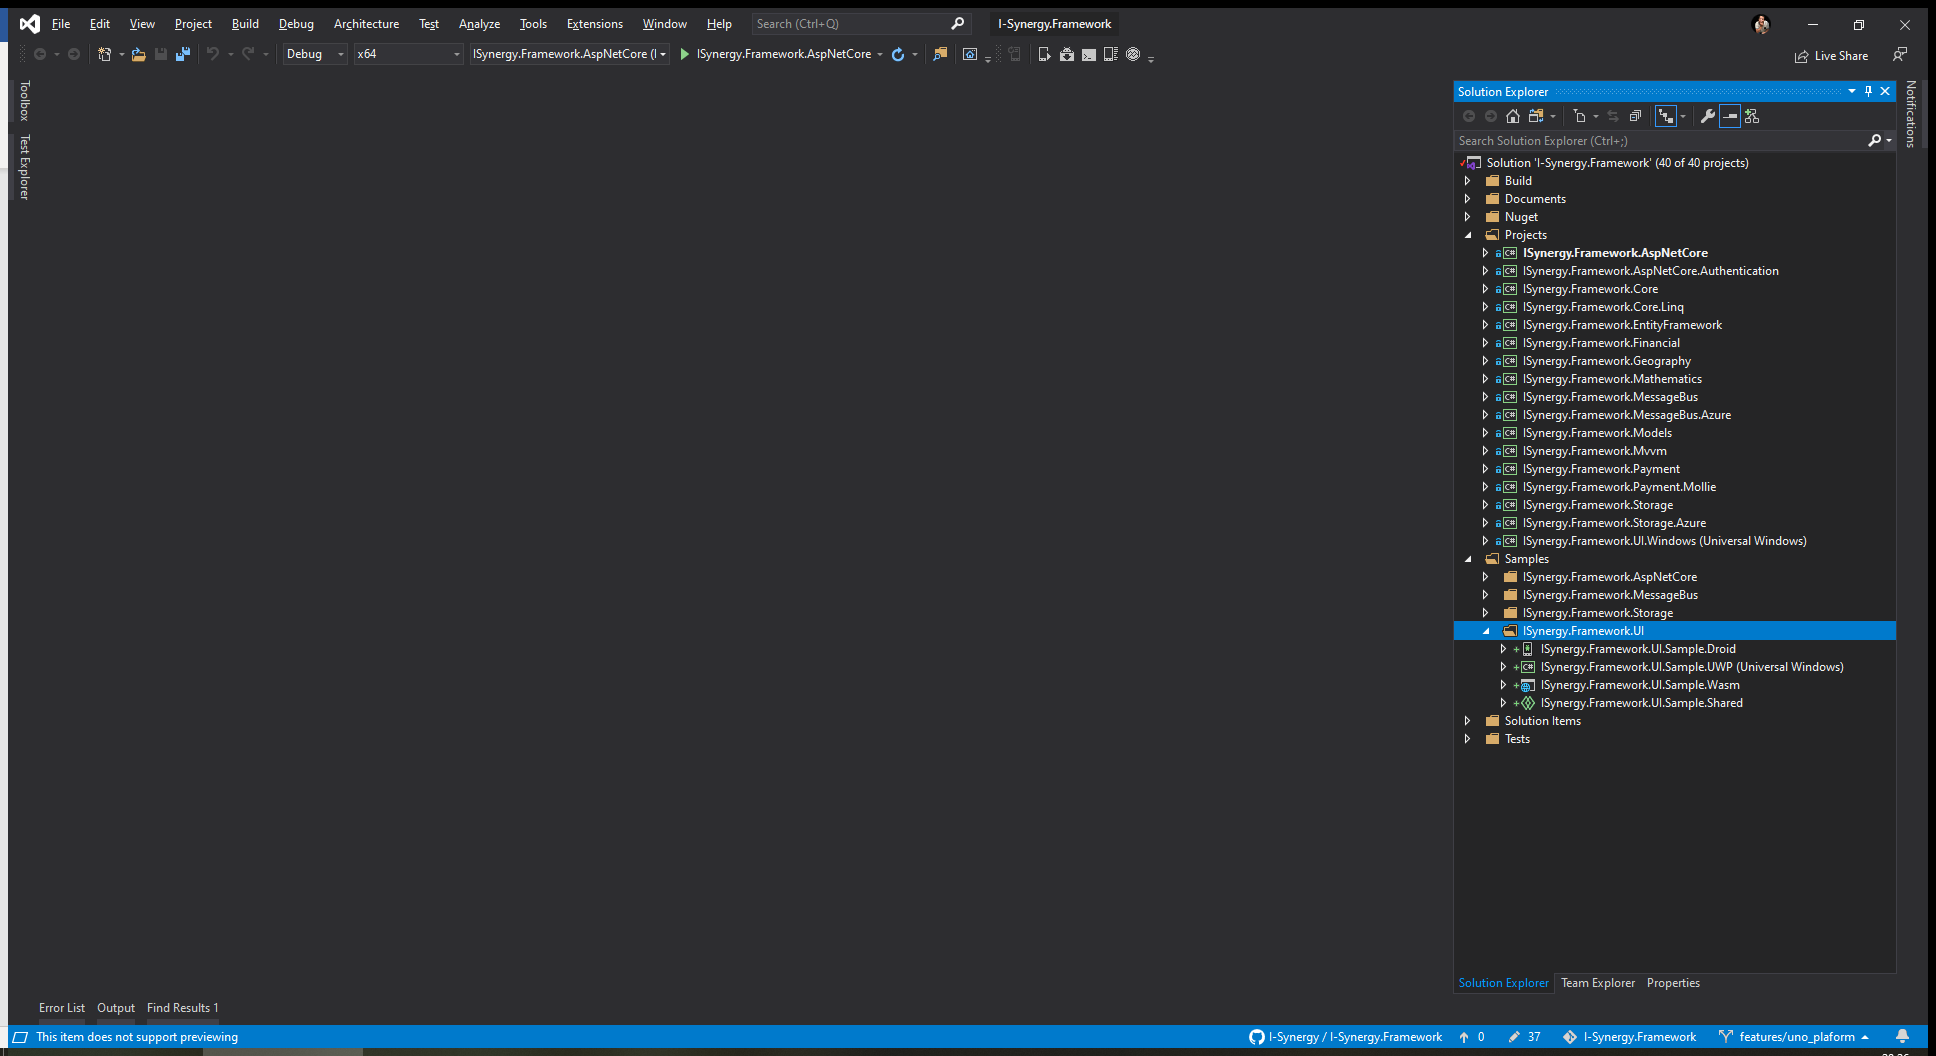 File Edit View Project Build Debug Architecture Test Analyze Tools Extensions Window Help Search (Ctrl+Q) I-Synergy.Framework
Debug x64 ISynergy.Framework.AspNetCore (I ISynergy.Framework.AspNetCore Live Share
Toolbox
Test Explorer
Notifications
Solution Explorer
Search Solution Explorer (Ctrl+;)
Solution 'I-Synergy.Framework' (40 of 40 projects)
Build
Documents
Nuget
Projects
C# ISynergy.Framework.AspNetCore
C# ISynergy.Framework.AspNetCore.Authentication
C# ISynergy.Framework.Core
C# ISynergy.Framework.Core.Linq
C# ISynergy.Framework.EntityFramework
C# ISynergy.Framework.Financial
C# ISynergy.Framework.Geography
C# ISynergy.Framework.Mathematics
C# ISynergy.Framework.MessageBus
C# ISynergy.Framework.MessageBus.Azure
C# ISynergy.Framework.Models
C# ISynergy.Framework.Mvvm
C# ISynergy.Framework.Payment
C# ISynergy.Framework.Payment.Mollie
C# ISynergy.Framework.Storage
C# ISynergy.Framework.Storage.Azure
C# ISynergy.Framework.UI.Windows (Universal Windows)
Samples
ISynergy.Framework.AspNetCore
ISynergy.Framework.MessageBus
ISynergy.Framework.Storage
ISynergy.Framework.UI
ISynergy.Framework.UI.Sample.Droid
C# ISynergy.Framework.UI.Sample.UWP (Universal Windows)
ISynergy.Framework.UI.Sample.Wasm
ISynergy.Framework.UI.Sample.Shared
Solution Items
Tests
Solution Explorer Team Explorer Properties
Error List Output Find Results 1
This item does not support previewing I-Synergy / I-Synergy.Framework 0 37 I-Synergy.Framework features/uno_plaform